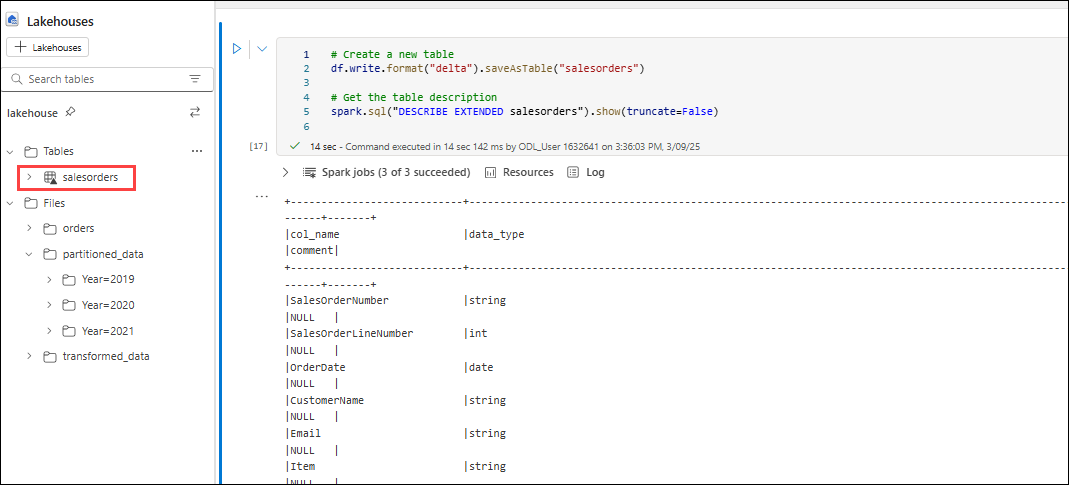 Lakehouses
Lakehouses
Search tables
lakehouse
Tables
salesorders
Files
orders
partitioned_data
Year=2019
Year=2020
Year=2021
transformed_data
1 # Create a new table
2 df.write.format("delta").saveAsTable("salesorders")
3
4 # Get the table description
5 spark.sql("DESCRIBE EXTENDED salesorders").show(truncate=False)
6
[17] 14 sec - Command executed in 14 sec 142 ms by ODL_User 1632641 on 3:36:03 PM, 3/09/25
Spark jobs (3 of 3 succeeded) Resources Log
+----------------------------+----------------------------------------------------------------------------------------------
------+-------+
|col_name |data_type
|comment|
+----------------------------+----------------------------------------------------------------------------------------------
------+-------+
|SalesOrderNumber |string
|NULL |
|SalesOrderLineNumber |int
|NULL |
|OrderDate |date
|NULL |
|CustomerName |string
|NULL |
|Email |string
|NULL |
|Item |string
|NULL |